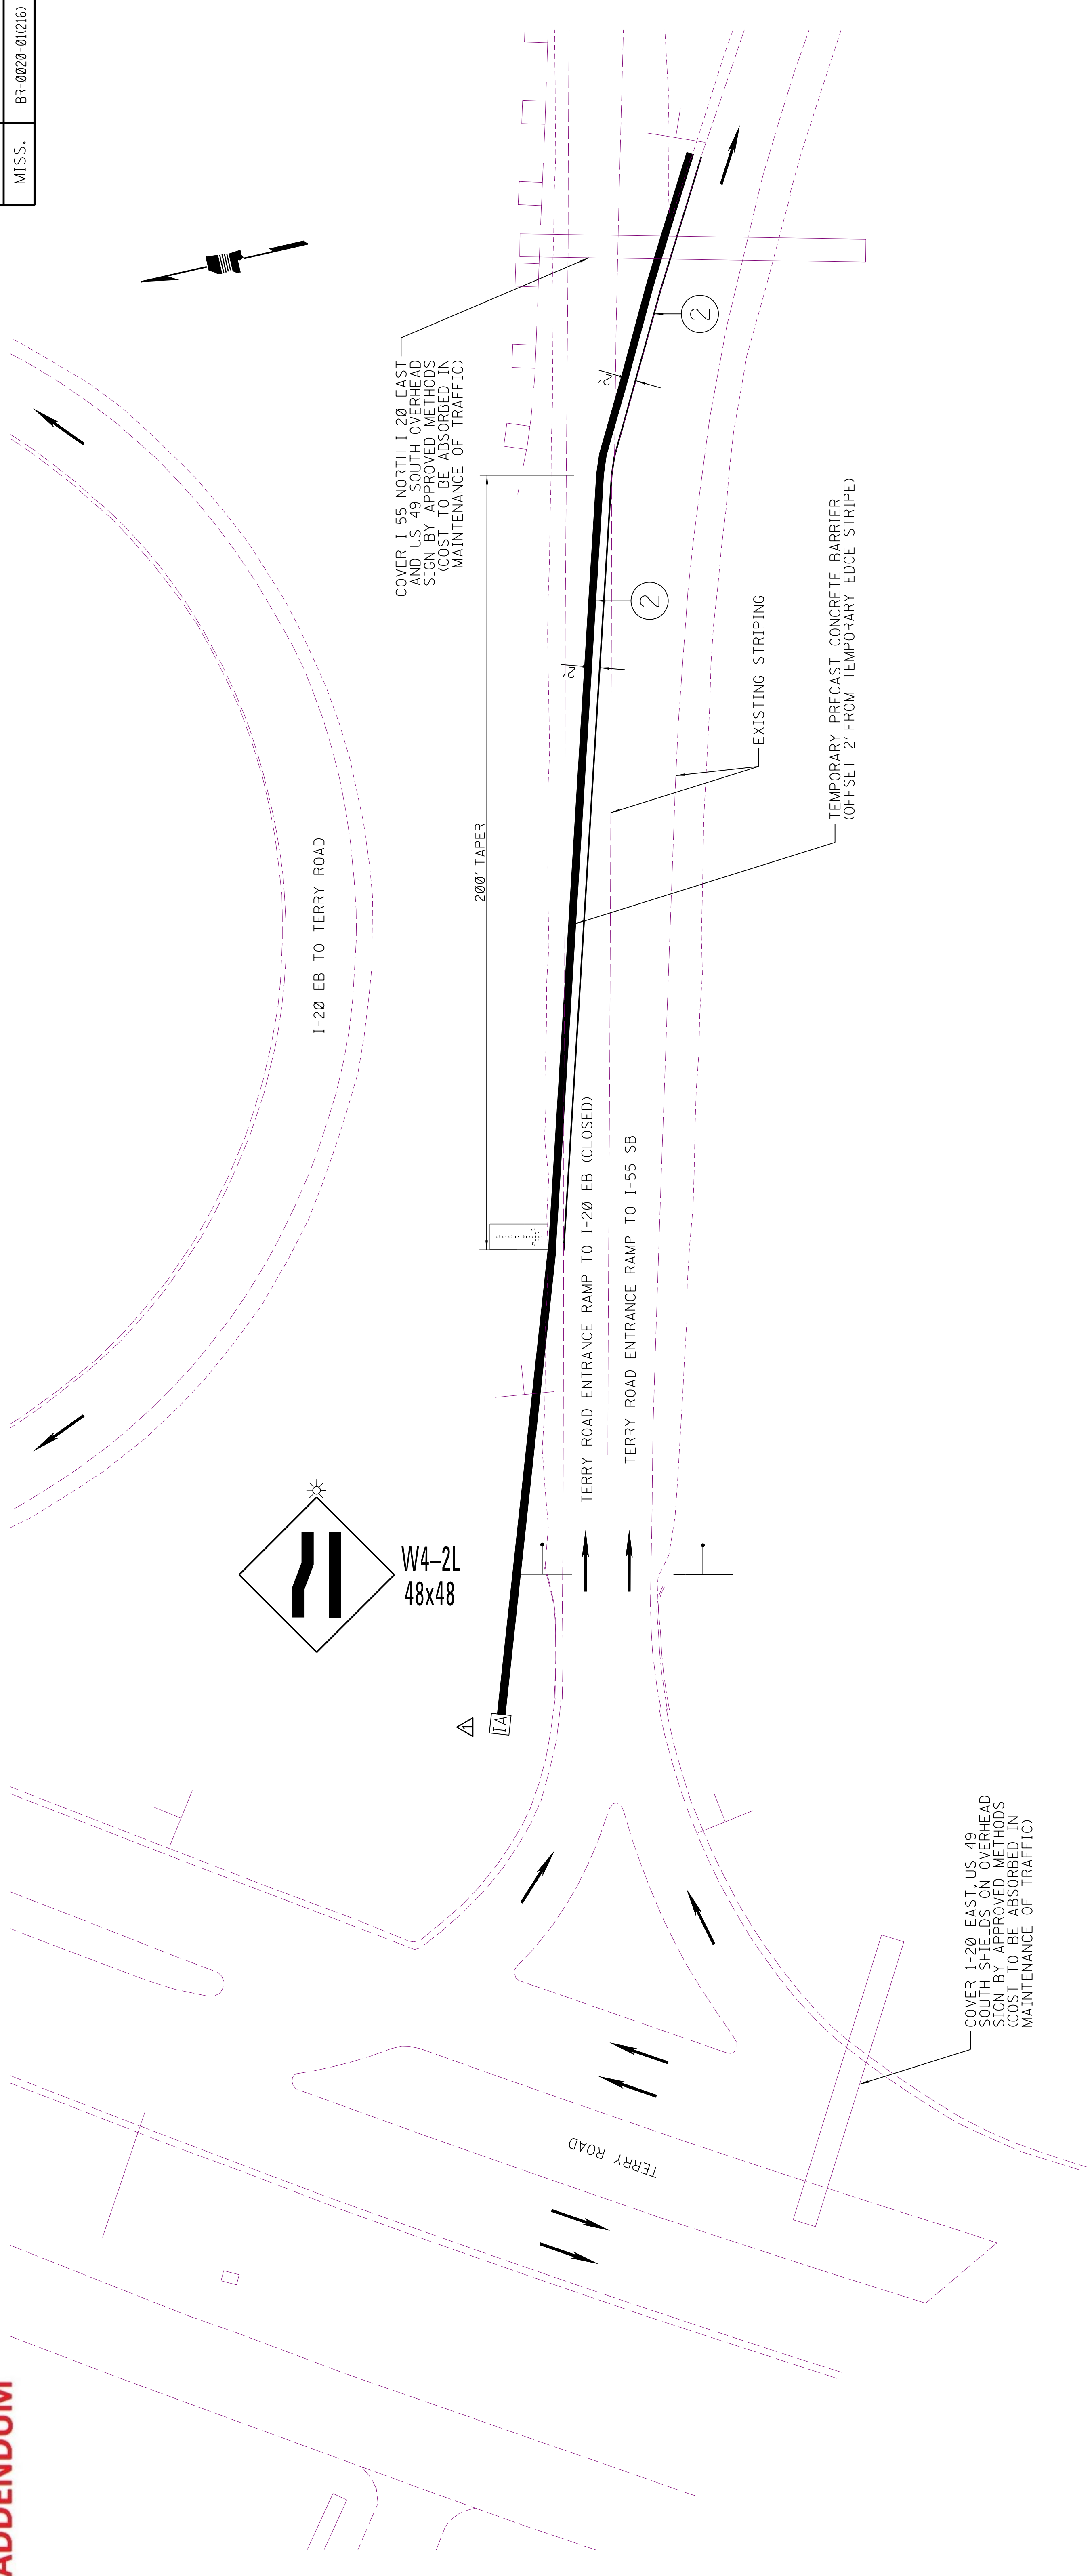 ADDENDUM
MISS.
BR-0020-01(216)
I-20 EB TO TERRY ROAD
COVER I-55 NORTH I-20 EAST
AND US 49 SOUTH OVERHEAD
SIGN BY APPROVED METHODS
(COST TO BE ABSORBED IN
MAINTENANCE OF TRAFFIC)
200' TAPER
2'
2'
2
2
W4-2L
48x48
1
IA
TERRY ROAD ENTRANCE RAMP TO I-20 EB (CLOSED)
TERRY ROAD ENTRANCE RAMP TO I-55 SB
EXISTING STRIPING
TEMPORARY PRECAST CONCRETE BARRIER
(OFFSET 2' FROM TEMPORARY EDGE STRIPE)
TERRY ROAD
COVER 1-20 EAST, US 49
SOUTH SHIELDS ON OVERHEAD
SIGN BY APPROVED METHODS
(COST TO BE ABSORBED IN
MAINTENANCE OF TRAFFIC)